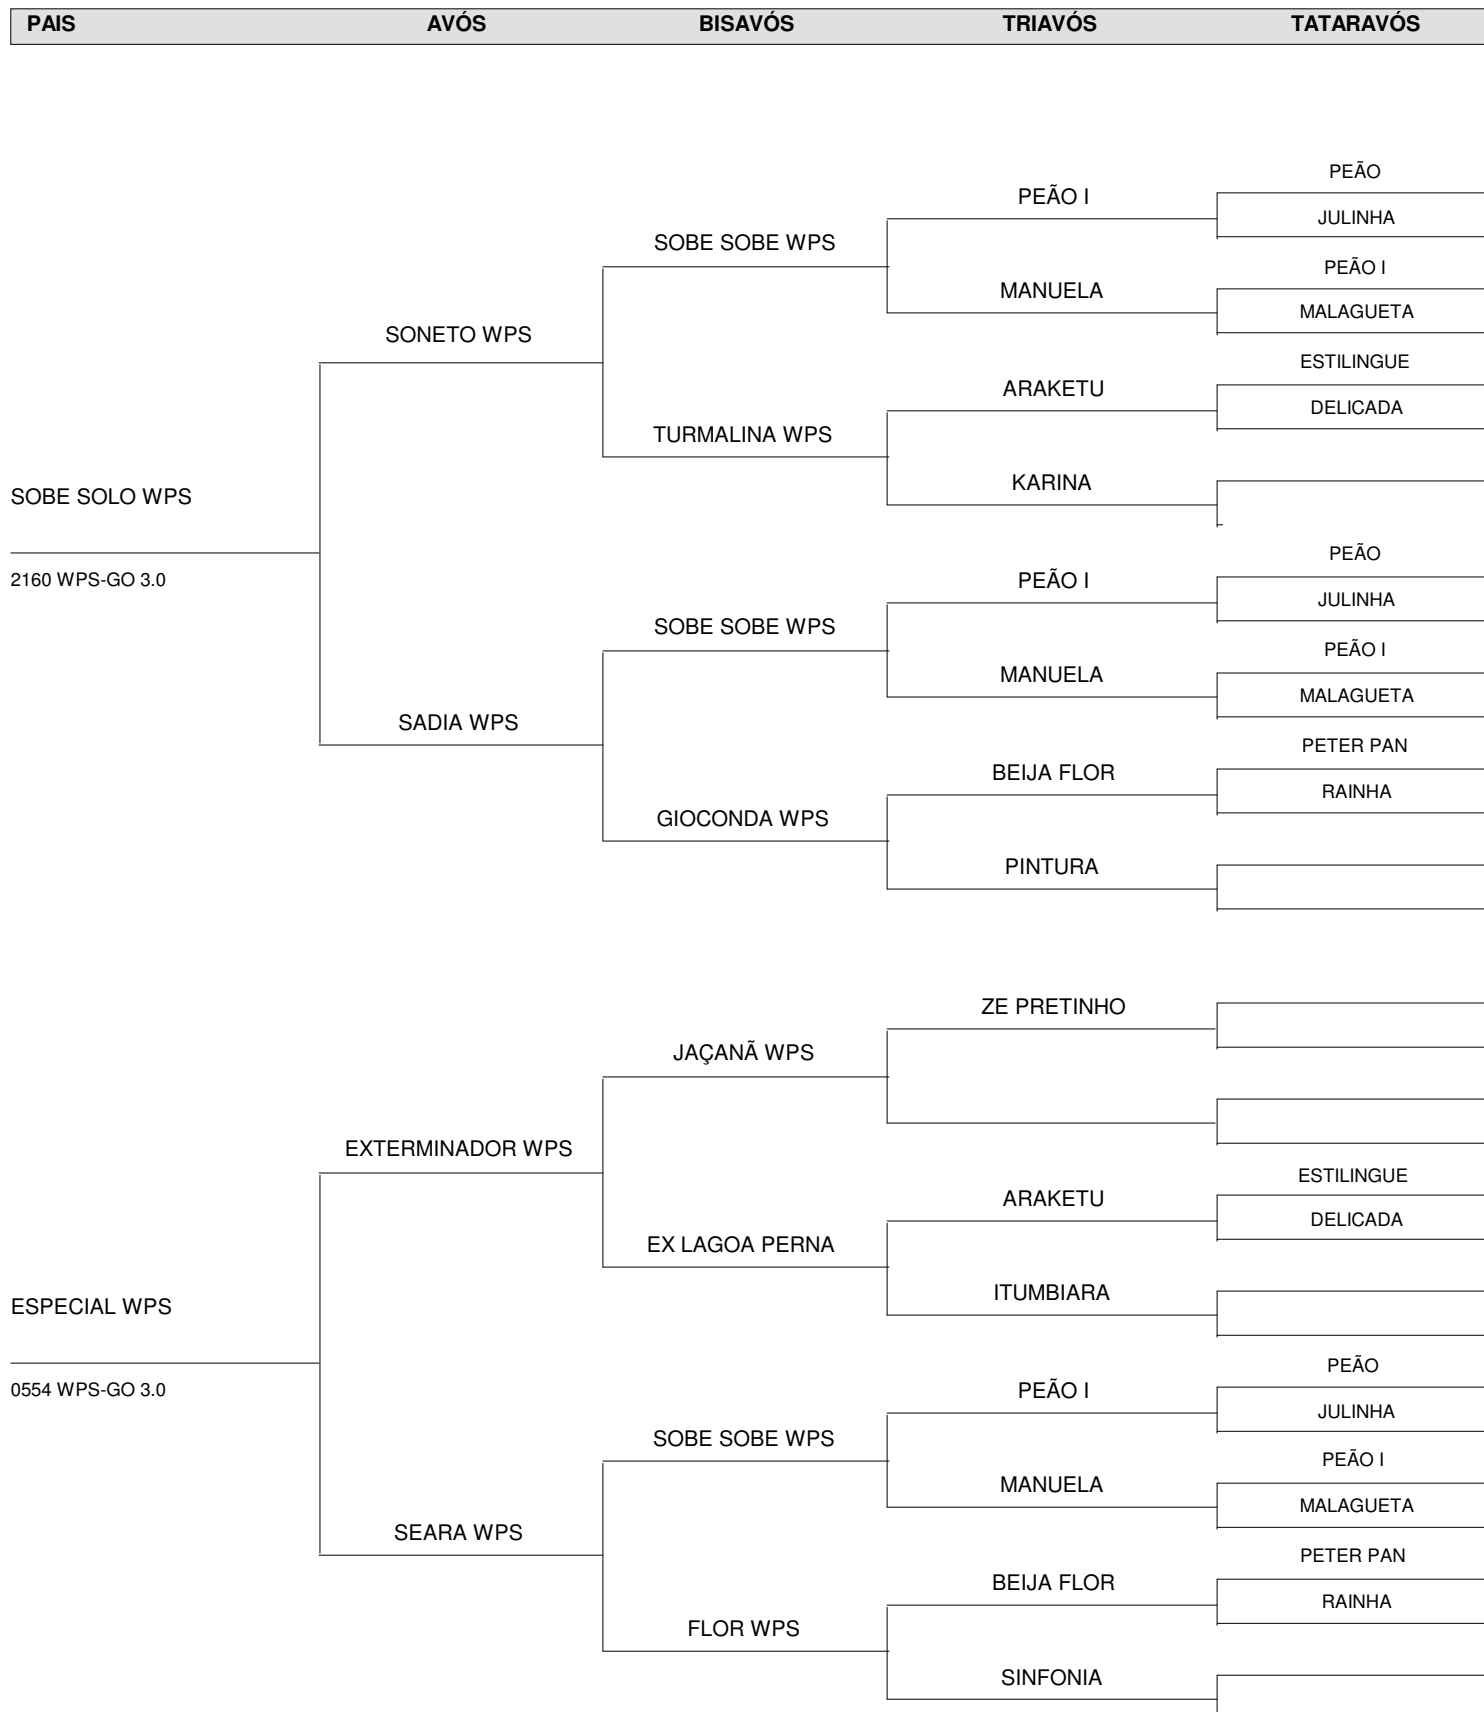 PAIS AVÓS BISAVÓS TRIAVÓS TATARAVÓS
PEÃO
PEÃO I
JULINHA
SOBE SOBE WPS
PEÃO I
MANUELA
MALAGUETA
SONETO WPS
ESTILINGUE
ARAKETU
DELICADA
TURMALINA WPS
KARINA
SOBE SOLO WPS
PEÃO
2160 WPS-GO 3.0
PEÃO I
JULINHA
SOBE SOBE WPS
PEÃO I
MANUELA
MALAGUETA
SADIA WPS
PETER PAN
BEIJA FLOR
RAINHA
GIOCONDA WPS
PINTURA
ZE PRETINHO
JAÇANÃ WPS
EXTERMINADOR WPS
ESTILINGUE
ARAKETU
DELICADA
EX LAGOA PERNA
ITUMBIARA
ESPECIAL WPS
PEÃO
0554 WPS-GO 3.0
PEÃO I
JULINHA
SOBE SOBE WPS
PEÃO I
MANUELA
MALAGUETA
SEARA WPS
PETER PAN
BEIJA FLOR
RAINHA
FLOR WPS
SINFONIA